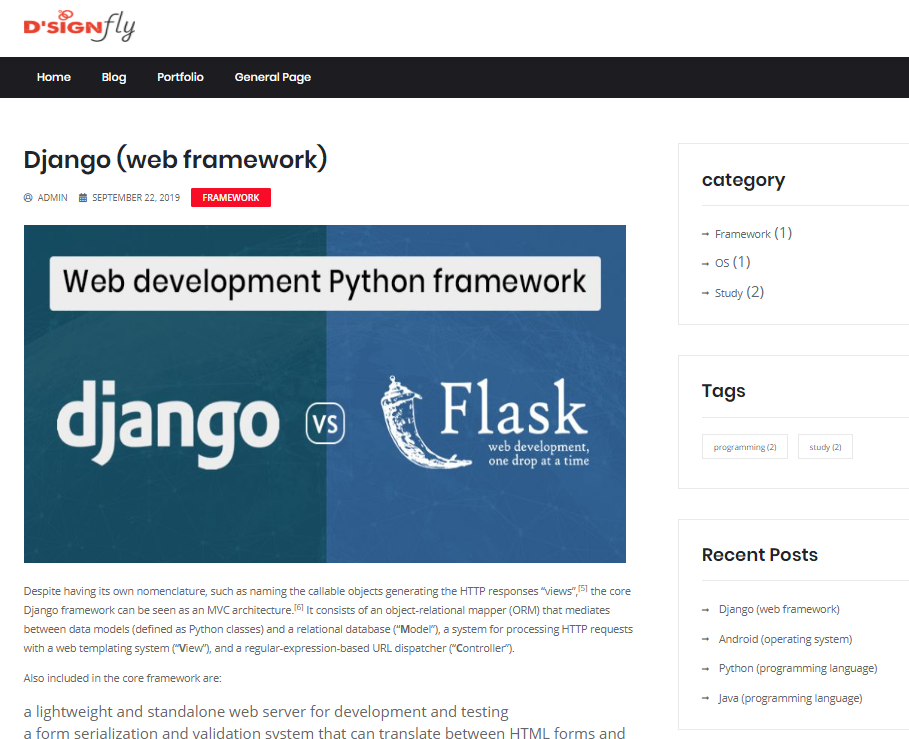 D'SIGNfly
Home Blog Portfolio General Page
Django (web framework)
ADMIN SEPTEMBER 22, 2019 FRAMEWORK
Web development Python framework
django
VS
Flask
web development,
one drop at a time
Despite having its own nomenclature, such as naming the callable objects generating the HTTP responses “views”,[5] the core
Django framework can be seen as an MVC architecture.[6] It consists of an object-relational mapper (ORM) that mediates
between data models (defined as Python classes) and a relational database (“Model”), a system for processing HTTP requests
with a web templating system (“View”), and a regular-expression-based URL dispatcher (“Controller”).
Also included in the core framework are:
a lightweight and standalone web server for development and testing
a form serialization and validation system that can translate between HTML forms and
category
→ Framework (1)
→ OS (1)
→ Study (2)
Tags
programming (2) study (2)
Recent Posts
→ Django (web framework)
→ Android (operating system)
→ Python (programming language)
→ Java (programming language)